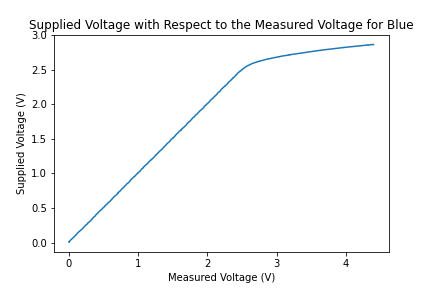 Supplied Voltage with Respect to the Measured Voltage for Blue
3.0
2.5
2.0
1.5
1.0
0.5
0.0
Supplied Voltage (V)
0 1 2 3 4
Measured Voltage (V)